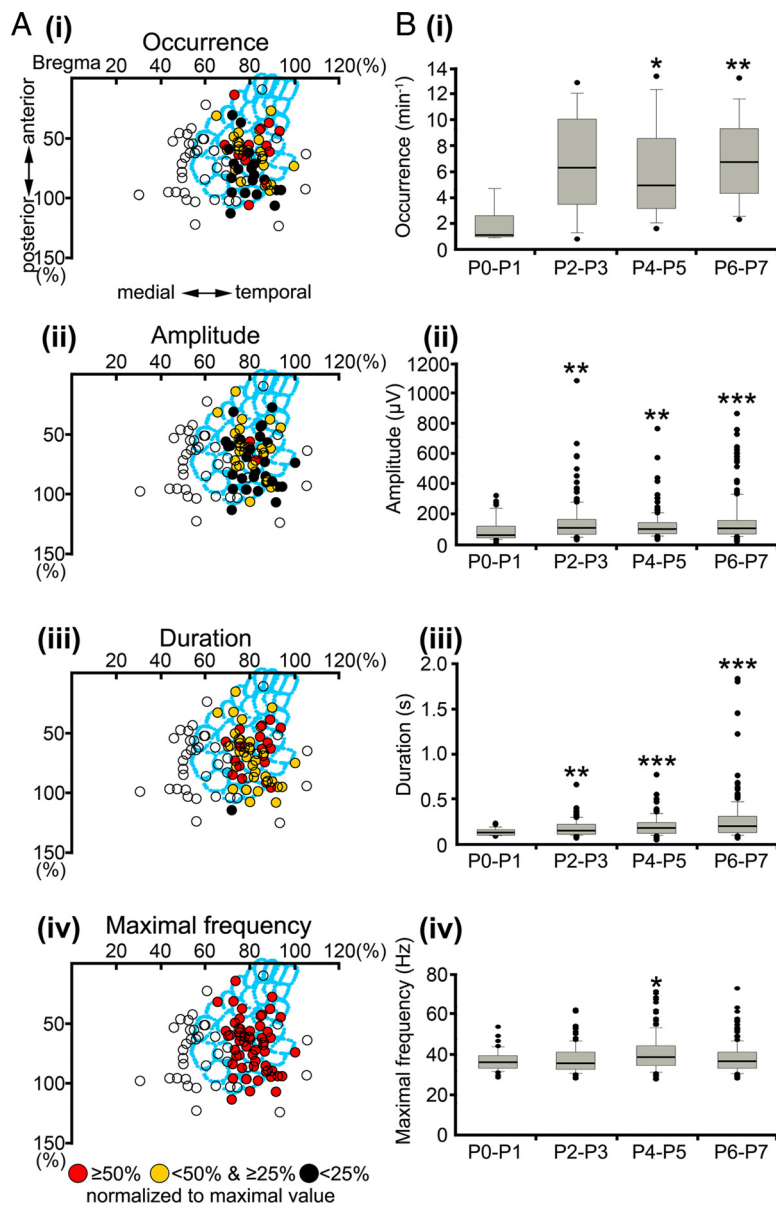 A (i)
Occurrence
Bregma 20 40 60 80 100 120(%)
anterior
posterior
50
100
150
(%)
medial temporal
(ii)
Amplitude
20 40 60 80 100 120(%)
50
100
150
(%)
(iii)
Duration
20 40 60 80 100 120(%)
50
100
150
(%)
(iv)
Maximal frequency
20 40 60 80 100 120(%)
50
100
150
(%)
≥50% <50% & ≥25% <25%
normalized to maximal value
B (i)
Occurrence (min⁻¹)
14
12
10
8
6
4
2
0
* **
P0-P1 P2-P3 P4-P5 P6-P7
(ii)
Amplitude (µV)
1200
1000
800
600
400
200
0
** ** ***
P0-P1 P2-P3 P4-P5 P6-P7
(iii)
Duration (s)
2.0
1.5
1.0
0.5
0
** *** ***
P0-P1 P2-P3 P4-P5 P6-P7
(iv)
Maximal frequency (Hz)
80
60
40
20
0
*
P0-P1 P2-P3 P4-P5 P6-P7